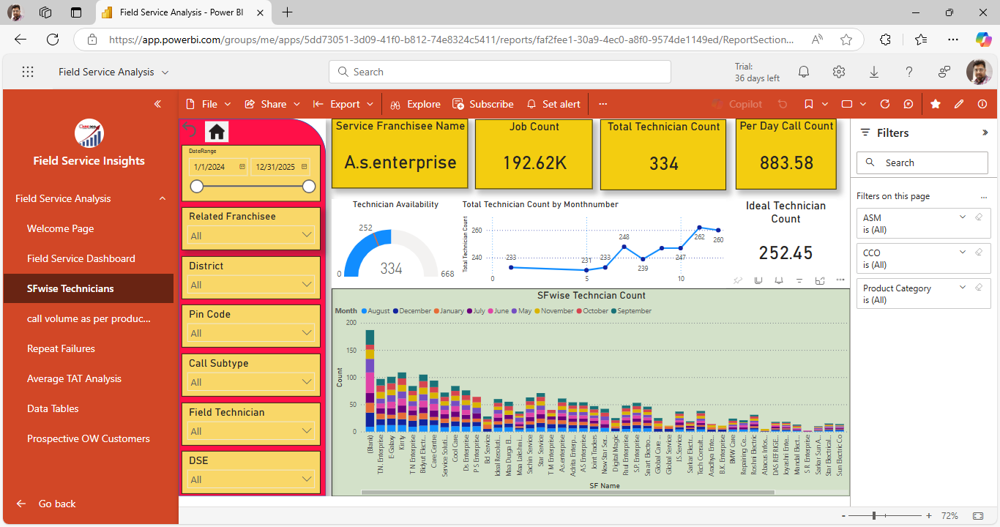 Field Service Analysis - Power BI
https://app.powerbi.com/groups/me/apps/5dd73051-3d09-41f0-b812-74e8324c5411/reports/faf2fee1-30a9-4ec0-a8f0-9574de1149ed/ReportSection...
Field Service Analysis
Search
Trial:
36 days left
File
Share
Export
Explore
Subscribe
Set alert
Copilot
Field Service Insights
Field Service Analysis
Welcome Page
Field Service Dashboard
SFwise Technicians
call volume as per produc...
Repeat Failures
Average TAT Analysis
Data Tables
Prospective OW Customers
Go back
DateRange
1/1/2024
12/31/2025
Related Franchisee
All
District
All
Pin Code
All
Call Subtype
All
Field Technician
All
DSE
All
Service Franchisee Name
A.s.enterprise
Job Count
192.62K
Total Technician Count
334
Per Day Call Count
883.58
Technician Availability
252
334
0
668
Total Technician Count by Monthnumber
Total Technician Count
260
240
233
231
233
248
239
247
262
260
0
5
10
Ideal Technician
Count
252.45
SFwise Techncian Count
Month August December January July June May November October September
Count
200
150
100
50
0
(Blank)
T.N. Enterprise
E-Galaxy
Kirty
T N Enterprise
Bidyut Electr...
Care Centre
Service Soluti...
Cool Care
Ds Enterprise
P S Enterprise
Bcl Service
Ideal Resoluti...
Maa Durga El...
Maa Lakshmi...
Sachin Service
Star Service
T M Enterprise
A.s.enterprise
Adrita Enterp...
A.S Enterprise
Joint Traders
New Star Ser...
Digital Magic
Paul Enterprise
S.P. Enterprise
Smart Electro...
Global Care ...
Global Service
I.S.Service
Sarkar Electri...
Tech Consult...
Aradhya Ente...
B.K. Enterprise
BMW Care
Repairing Ce...
Roshni Electric
Abacus Infos...
DAS REFRIGE...
Joyashri Ente...
Mandal Elect...
S R Enterprise
Sarkar Sun A...
Star Electrical...
Sun Electric Co
SF Name
Filters
Search
Filters on this page
ASM
is (All)
CCO
is (All)
Product Category
is (All)
72%